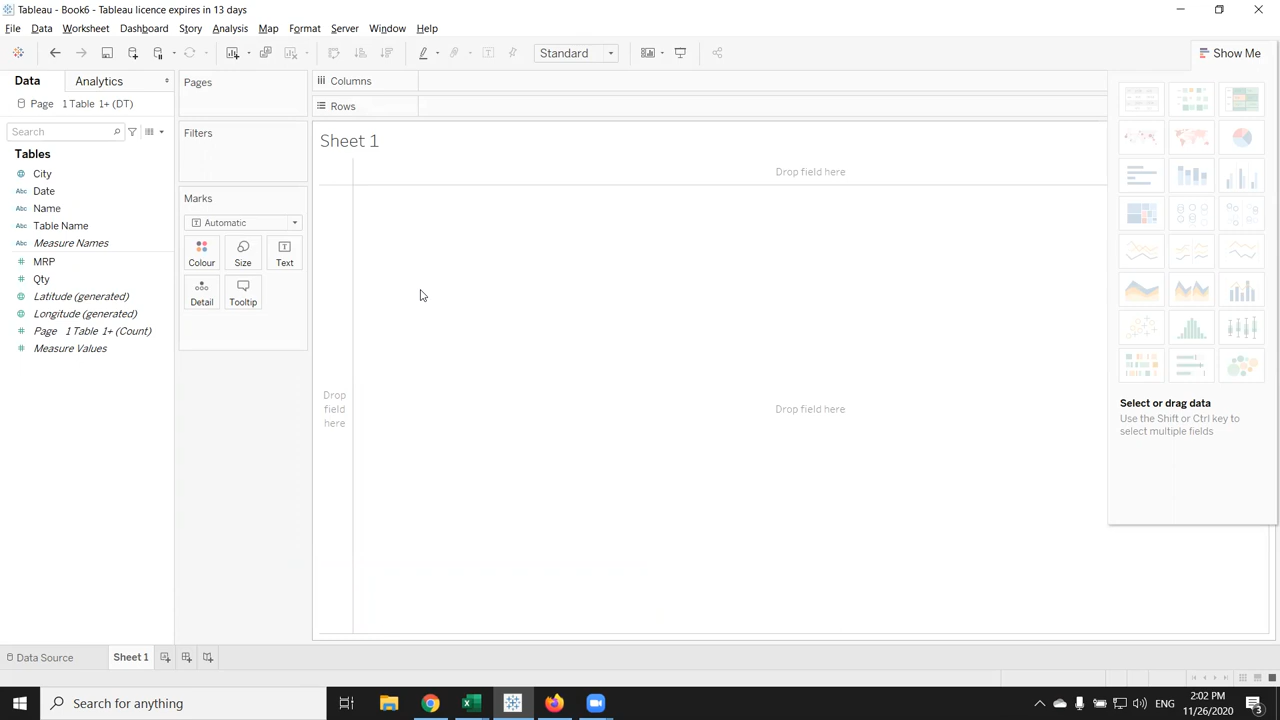 Tableau - Book6 - Tableau licence expires in 13 days
File Data Worksheet Dashboard Story Analysis Map Format Server Window Help
Standard
Show Me
Data Analytics
Pages
Columns
Page 1 Table 1+ (DT)
Rows
Search
Filters
Sheet 1
Tables
City
Drop field here
Abc Date
Marks
Abc Name
Automatic
Abc Table Name
Abc Measure Names
Colour Size Text
MRP
Qty
Detail Tooltip
Latitude (generated)
Longitude (generated)
Page 1 Table 1+ (Count)
Measure Values
Drop
field
here
Drop field here
Select or drag data
Use the Shift or Ctrl key to
select multiple fields
Data Source Sheet 1
Search for anything
ENG
2:02 PM
11/26/2020
3